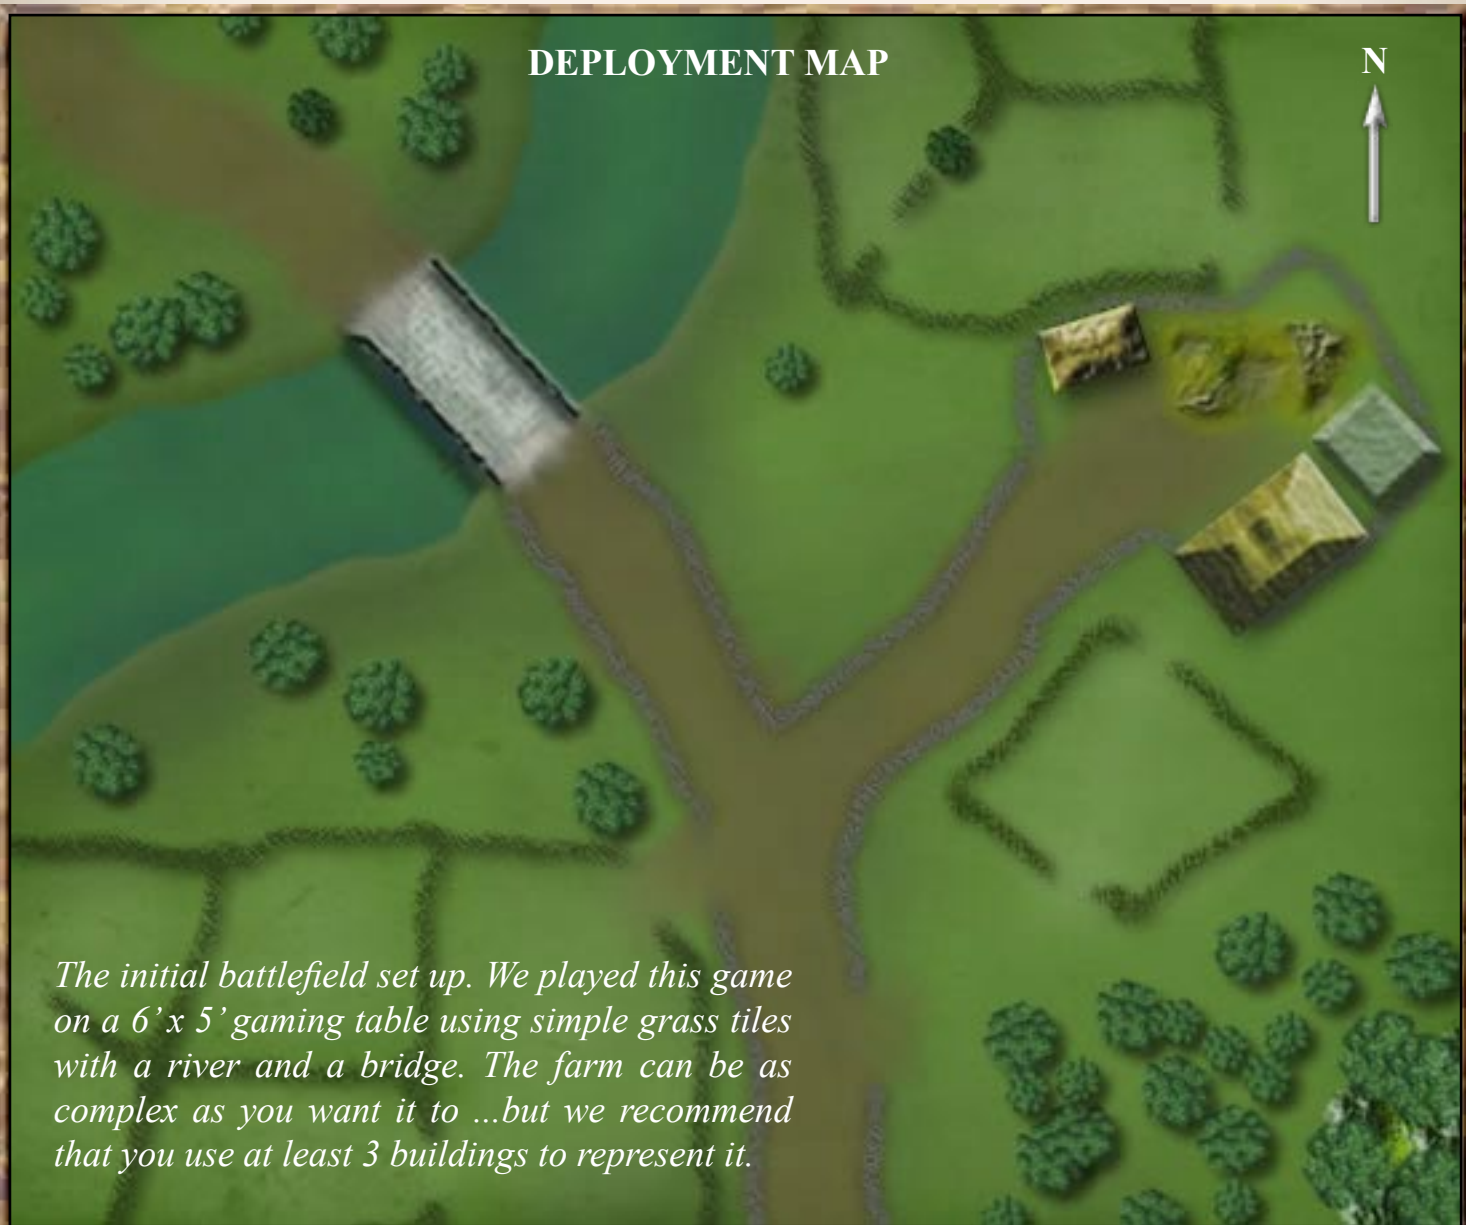 DEPLOYMENT MAP
N
The initial battlefield set up. We played this game
on a 6’ x 5’ gaming table using simple grass tiles
with a river and a bridge. The farm can be as
complex as you want it to ...but we recommend
that you use at least 3 buildings to represent it.